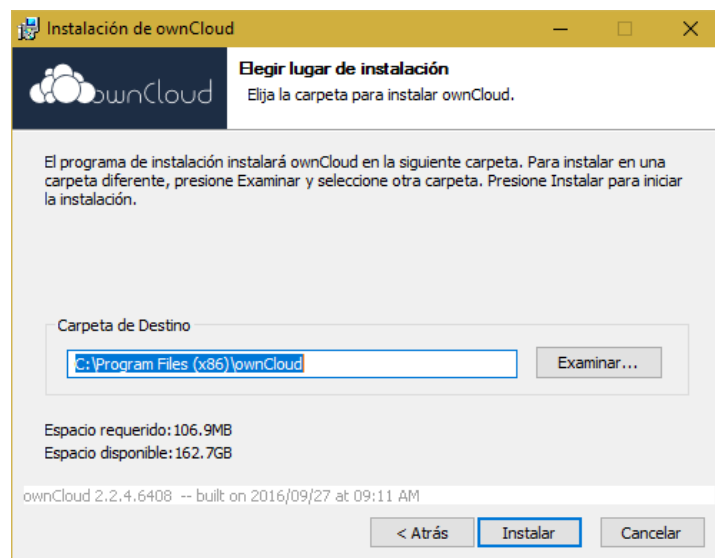 Instalación de ownCloud
ownCloud
Elegir lugar de instalación
Elija la carpeta para instalar ownCloud.
El programa de instalación instalará ownCloud en la siguiente carpeta. Para instalar en una
carpeta diferente, presione Examinar y seleccione otra carpeta. Presione Instalar para iniciar
la instalación.
Carpeta de Destino
C:\Program Files (x86)\ownCloud
Examinar...
Espacio requerido:106.9MB
Espacio disponible:162.7GB
ownCloud 2.2.4.6408 -- built on 2016/09/27 at 09:11 AM
< Atrás
Instalar
Cancelar